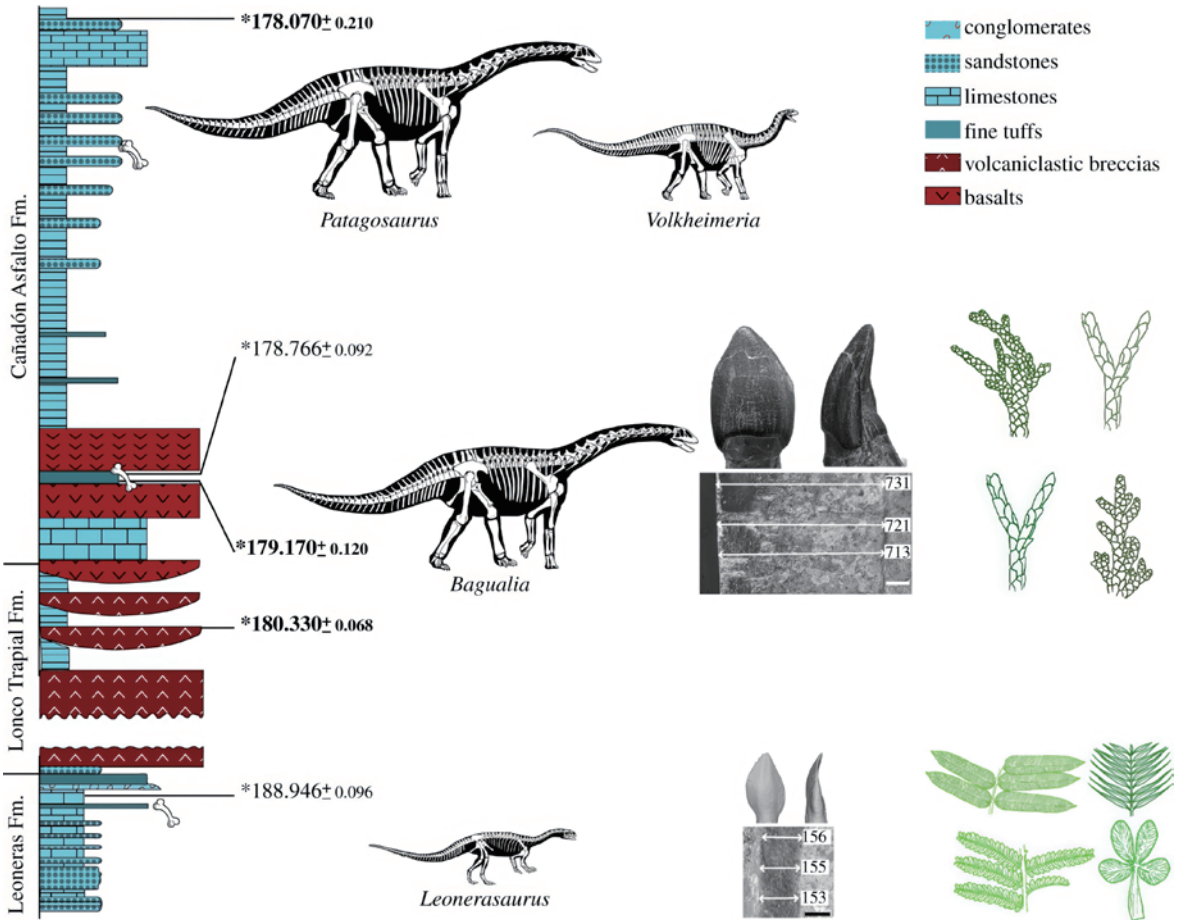 *178.070± 0.210
conglomerates
sandstones
limestones
fine tuffs
volcaniclastic breccias
basalts
Patagosaurus
Volkheimeria
Cañadón Asfalto Fm.
*178.766± 0.092
731
721
713
*179.170± 0.120
Bagualia
*180.330± 0.068
Lonco Trapial Fm.
*188.946± 0.096
156
155
153
Leonerasaurus
Leoneras Fm.